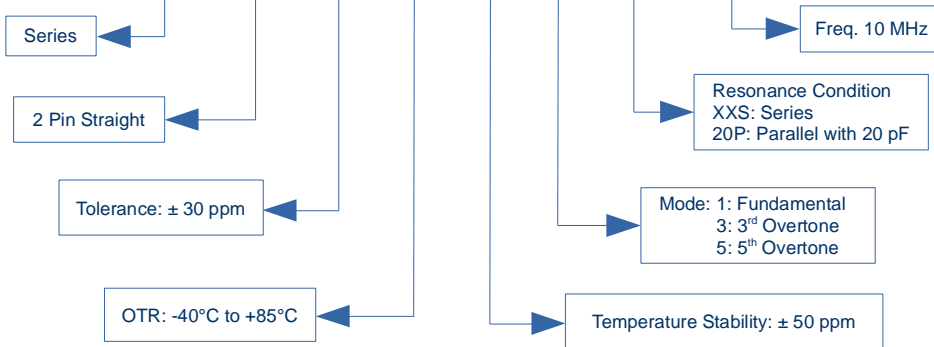 Series
Freq. 10 MHz
2 Pin Straight
Resonance Condition
XXS: Series
20P: Parallel with 20 pF
Tolerance: ± 30 ppm
Mode: 1: Fundamental
3: 3rd Overtone
5: 5th Overtone
OTR: -40°C to +85°C
Temperature Stability: ± 50 ppm